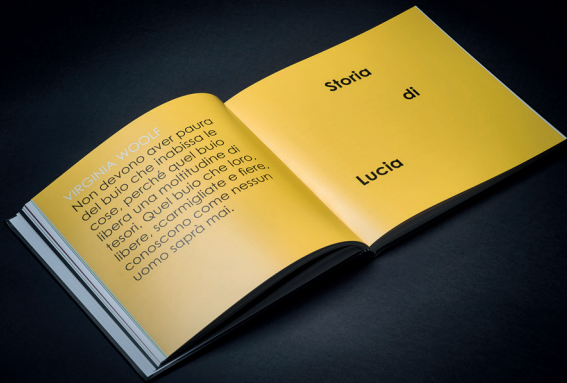 VIRGINIA WOOLF
Non devono aver paura
del buio che inabissa le
cose, perché quel buio
libera una moltitudine di
tesori. Quel buio che loro,
libere, scarmigliate e fiere,
conoscono come nessun
uomo saprà mai.
Storia
di
Lucia